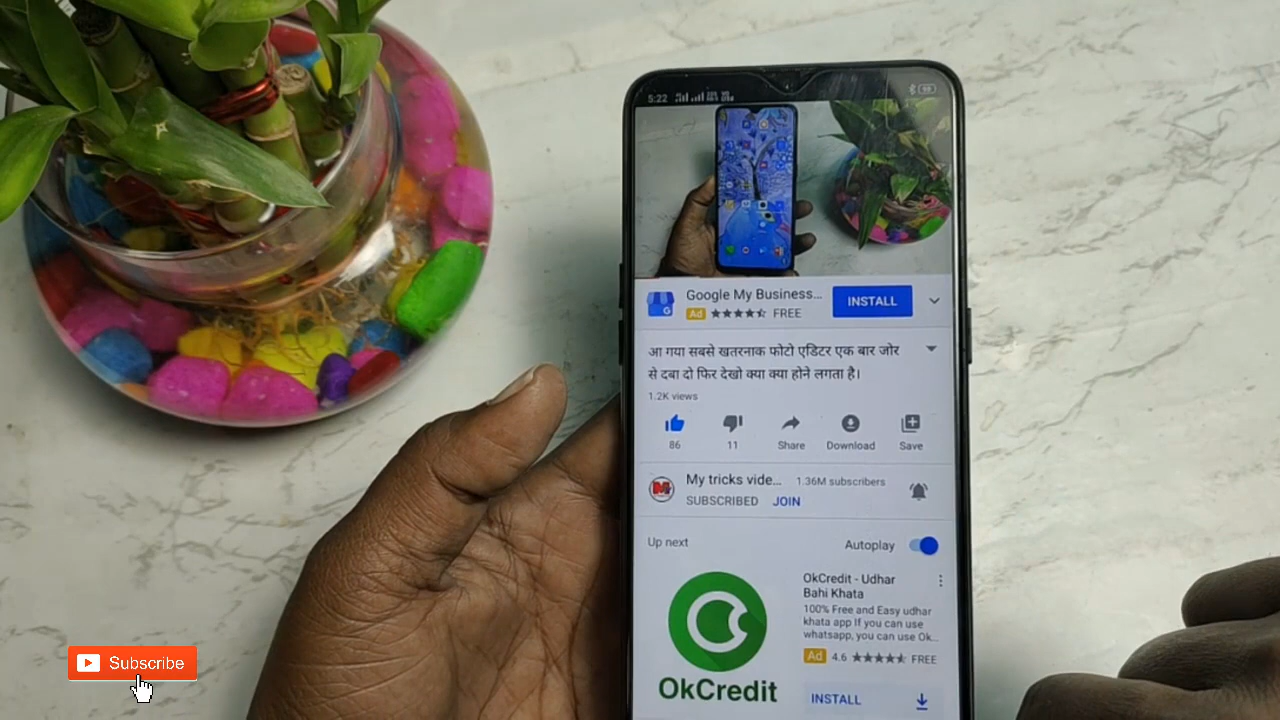 5:22
Google My Business...
INSTALL
Ad
FREE
आ गया सबसे खतरनाक फोटो एडिटर एक बार जोर
से दबा दो फिर देखो क्या क्या होने लगता है।
1.2K views
86
11
Share
Download
Save
My tricks vide...
1.36M subscribers
SUBSCRIBED
JOIN
Up next
Autoplay
OkCredit - Udhar
Bahi Khata
100% Free and Easy udhar
khata app If you can use
whatsapp, you can use Ok...
Ad 4.6 FREE
OkCredit
INSTALL
Subscribe